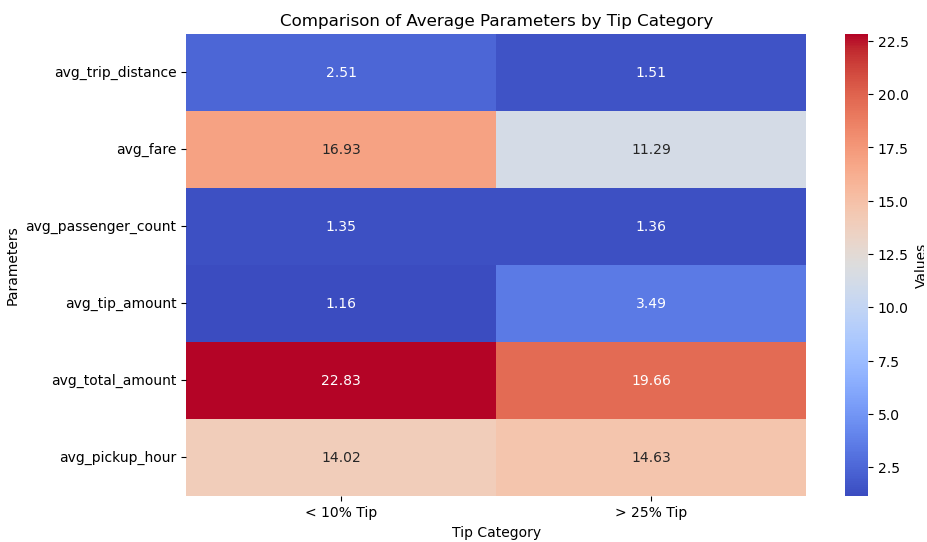 Comparison of Average Parameters by Tip Category
Parameters
avg_trip_distance 2.51 1.51
avg_fare 16.93 11.29
avg_passenger_count 1.35 1.36
avg_tip_amount 1.16 3.49
avg_total_amount 22.83 19.66
avg_pickup_hour 14.02 14.63
< 10% Tip > 25% Tip
Tip Category
22.5
20.0
17.5
15.0
12.5
10.0
7.5
5.0
2.5
Values